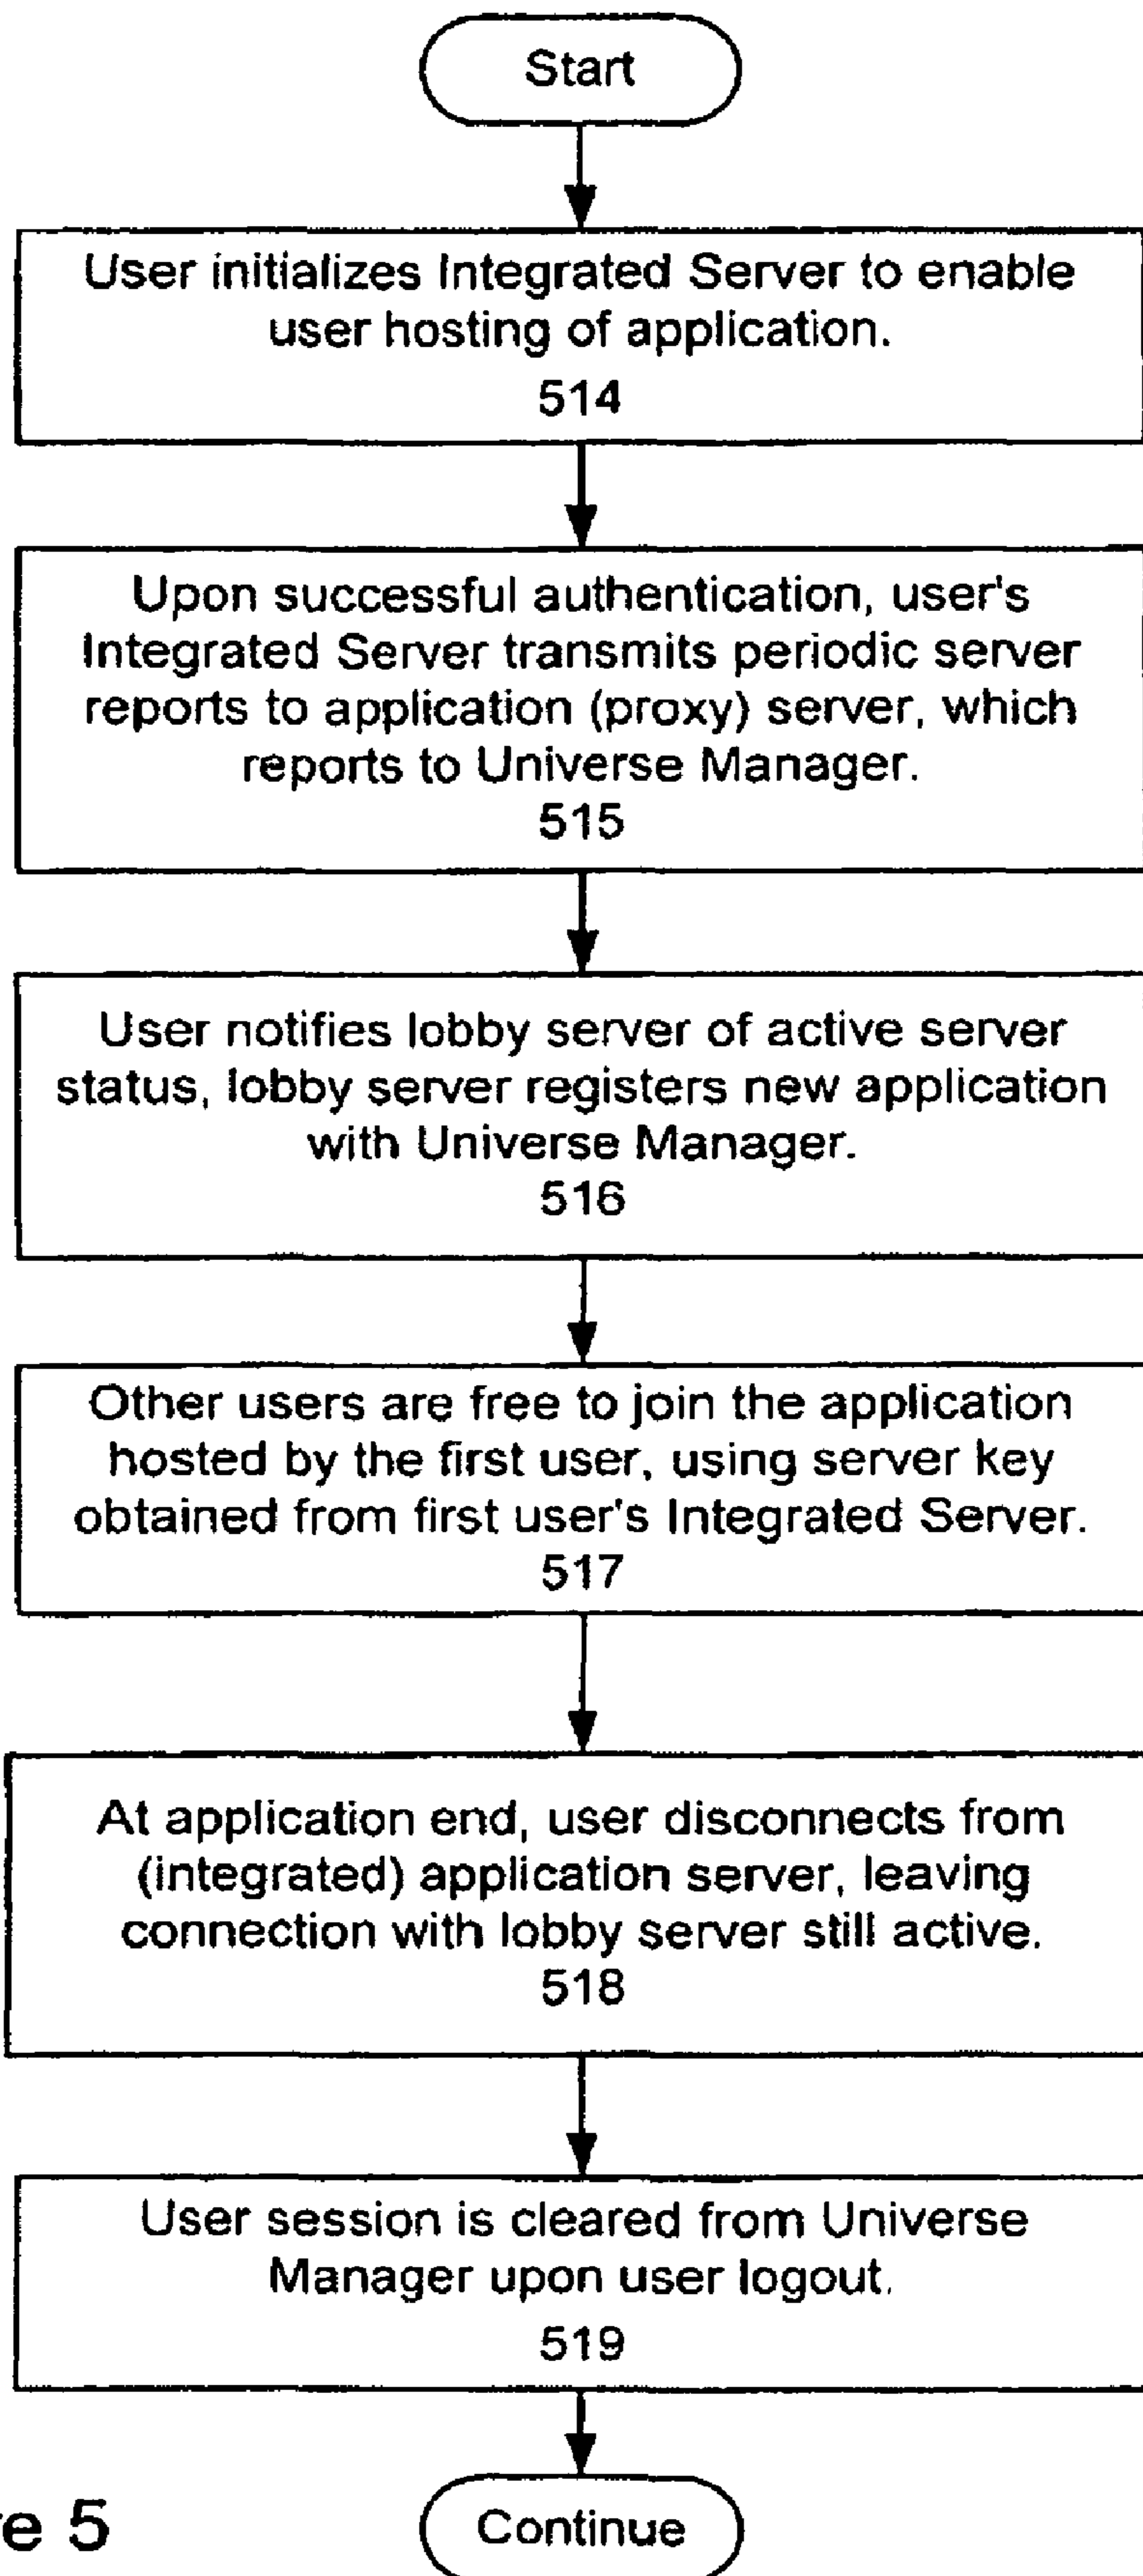 Start
User initializes Integrated Server to enable
user hosting of application.
514
Upon successful authentication, user's
Integrated Server transmits periodic server
reports to application (proxy) server, which
reports to Universe Manager.
515
User notifies lobby server of active server
status, lobby server registers new application
with Universe Manager.
516
Other users are free to join the application
hosted by the first user, using server key
obtained from first user's Integrated Server.
517
At application end, user disconnects from
(integrated) application server, leaving
connection with lobby server still active.
518
User session is cleared from Universe
Manager upon user logout.
519
Continue
e 5